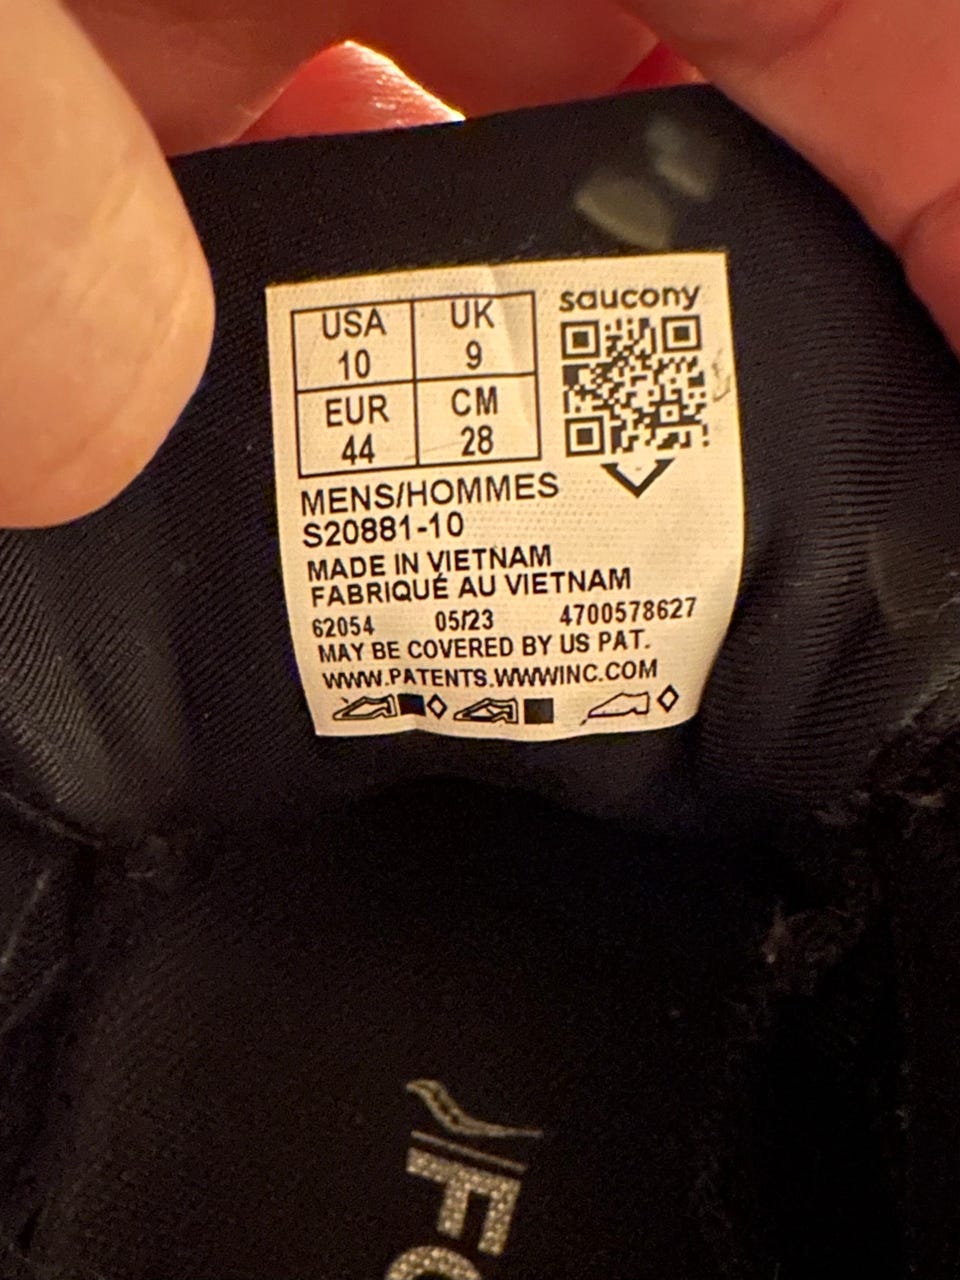 saucony
USA 10 UK 9
EUR 44 CM 28
MENS/HOMMES
S20881-10
MADE IN VIETNAM
FABRIQUÉ AU VIETNAM
62054 05/23 4700578627
MAY BE COVERED BY US PAT.
WWW.PATENTS.WWWINC.COM